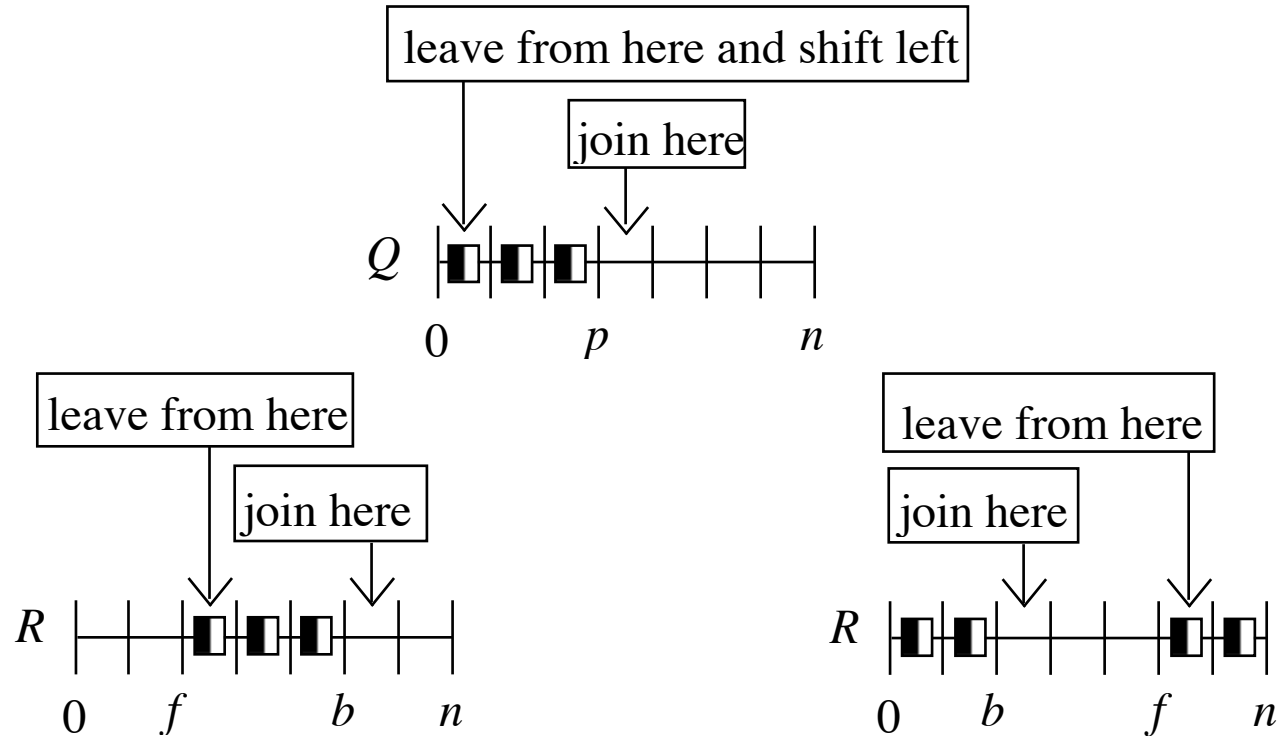 leave from here and shift left
join here
Q
0 p n
leave from here
join here
R
0 f b n
leave from here
join here
R
0 b f n